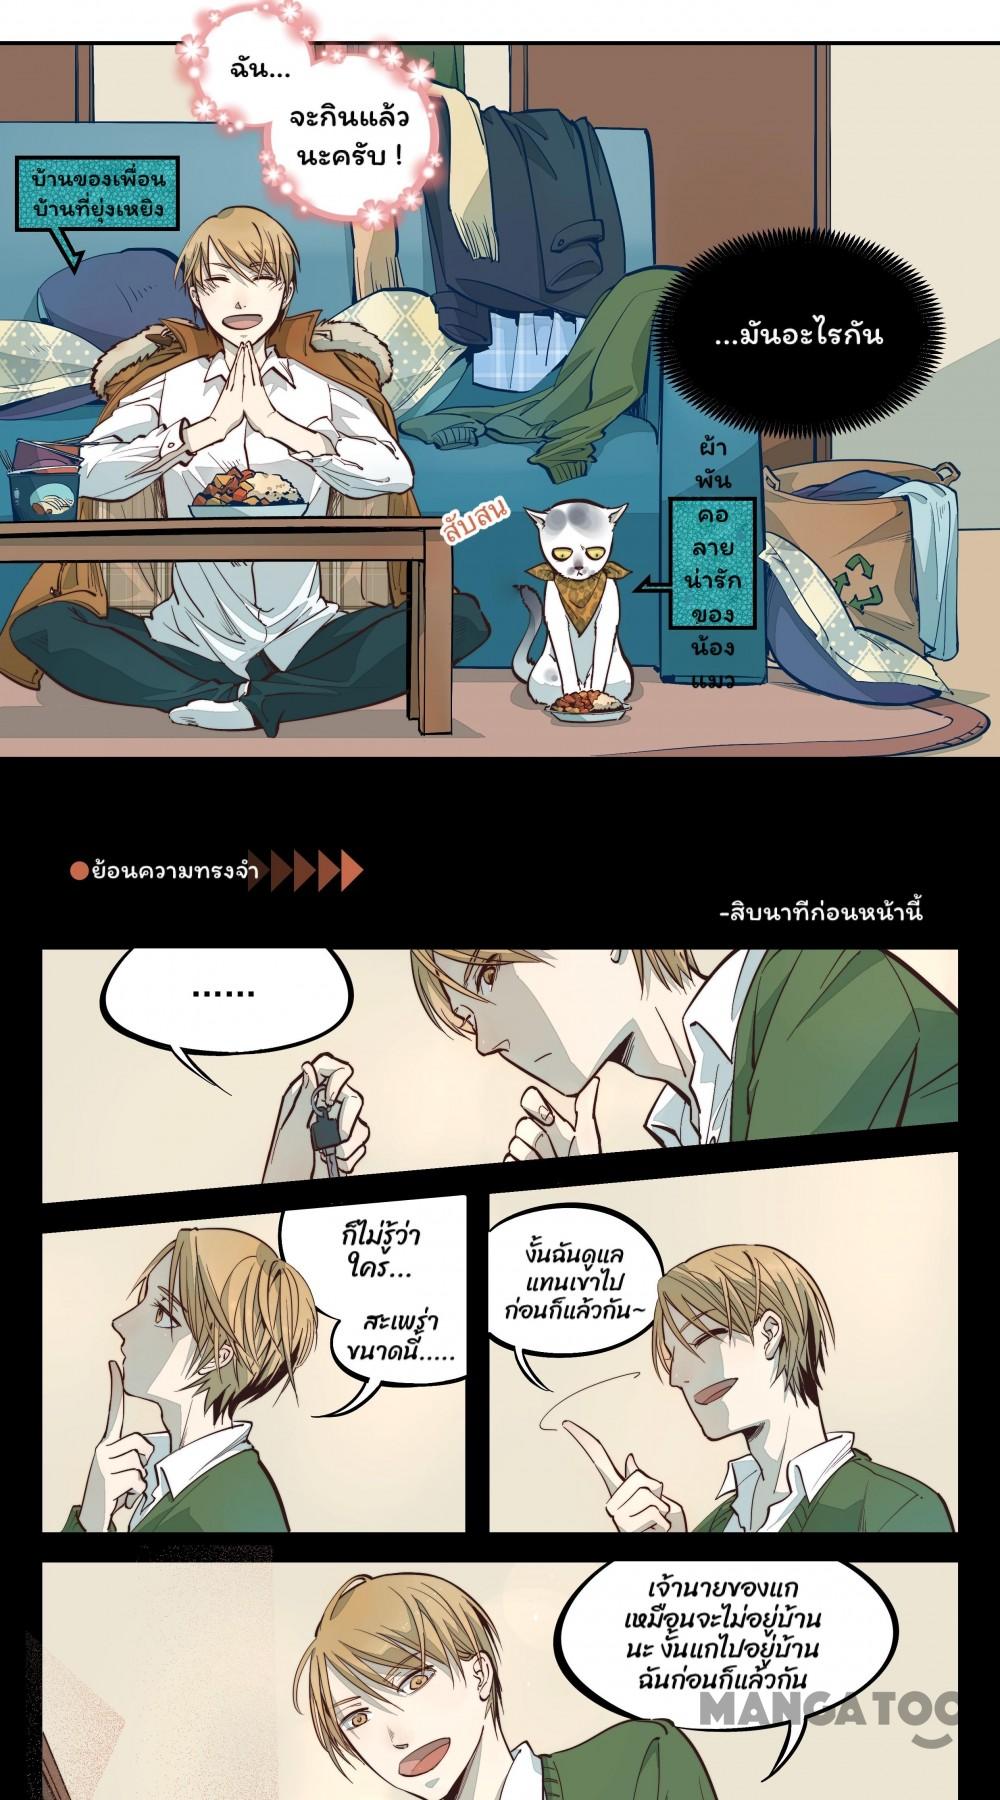 ฉัน...
จะกินแล้ว
นะครับ !
บ้านของเพื่อน
บ้านที่ยุ่งเหยิง
...มันอะไรกัน
สับสน
ผ้า
พัน
คอ
ลาย
น่ารัก
ของ
น้อง
แมว
ย้อนความทรงจำ
-สิบนาทีก่อนหน้านี้
......
ก็ไม่รู้ว่า
ใคร...
สะเพร่า
ขนาดนี้.....
งั้นฉันดูแล
แทนเขาไป
ก่อนก็แล้วกัน~
เจ้านายของแก
เหมือนจะไม่อยู่บ้าน
นะ งั้นแกไปอยู่บ้าน
ฉันก่อนก็แล้วกัน
MANGATOO